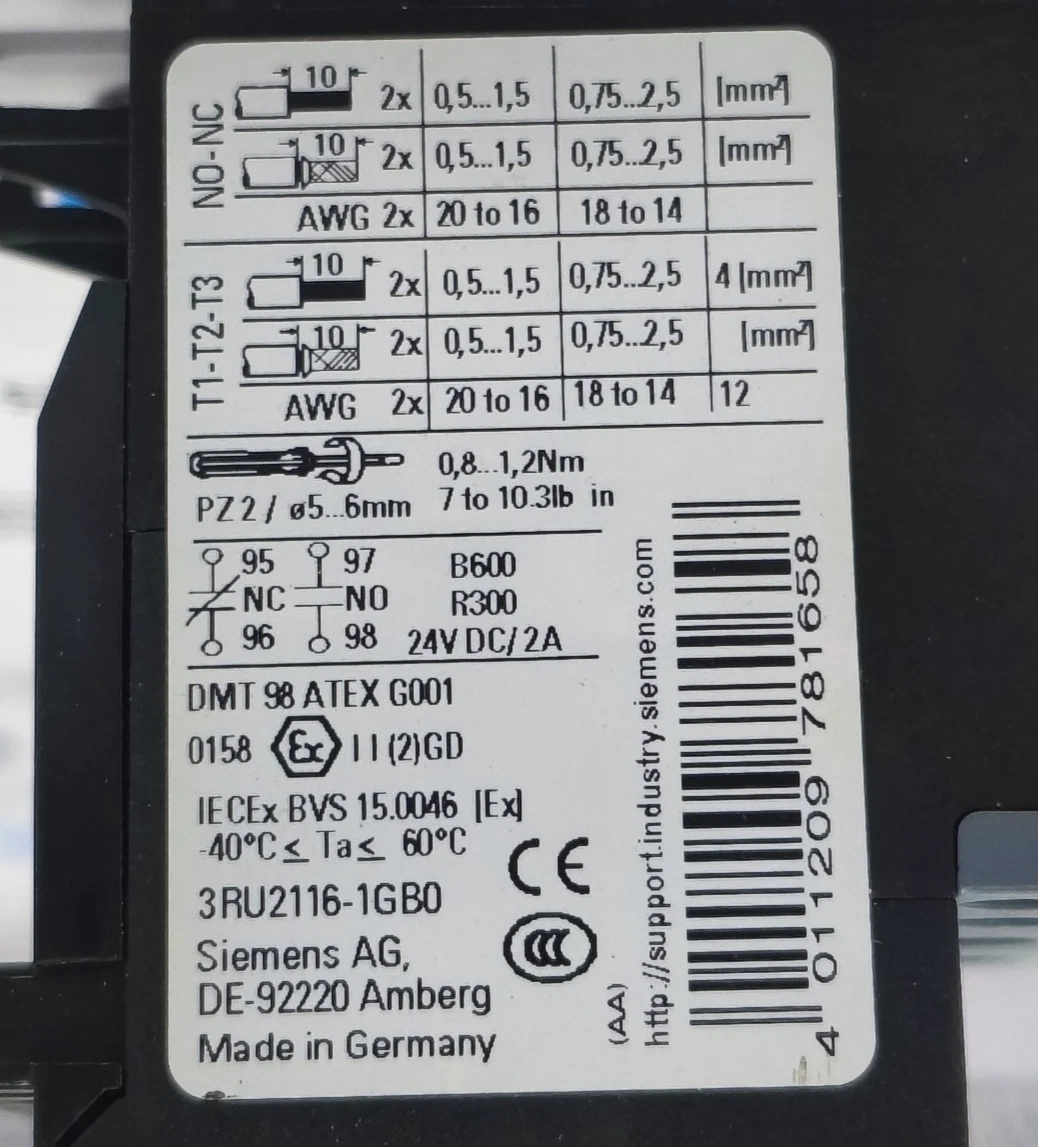 NO-NC
10 2x 0,5...1,5 0,75...2,5 [mm²]
10 2x 0,5...1,5 0,75...2,5 [mm²]
AWG 2x 20 to 16 18 to 14
T1-T2-T3
10 2x 0,5...1,5 0,75...2,5 4 [mm²]
10 2x 0,5...1,5 0,75...2,5 [mm²]
AWG 2x 20 to 16 18 to 14 12
0,8...1,2Nm
PZ 2 / ø5...6mm 7 to 10.3lb in
95 97 B600
NC NO R300
96 98 24V DC/2A
DMT 98 ATEX G001
0158 Ex II (2)GD
IECEx BVS 15.0046 [Ex]
-40°C ≤ Ta ≤ 60°C
CE
3RU2116-1GB0
CCC
Siemens AG,
DE-92220 Amberg
Made in Germany
(AA)
http://support.industry.siemens.com
4 011209 781658